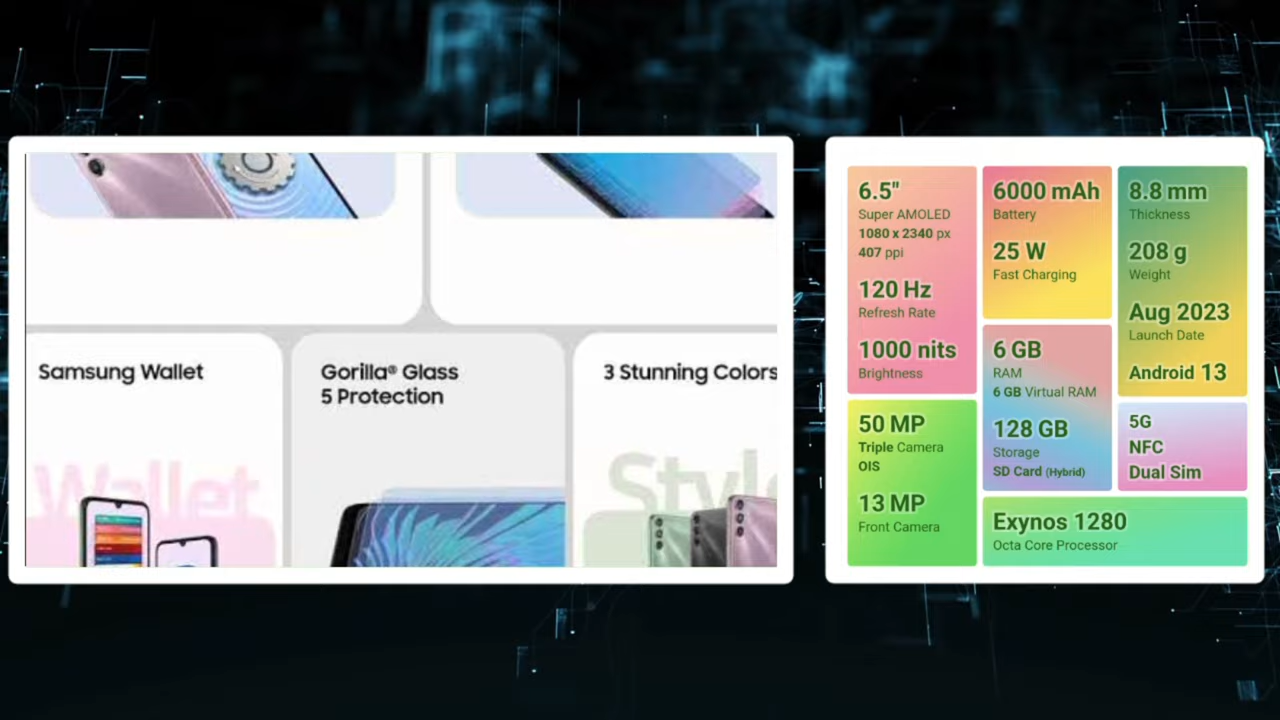 Samsung Wallet
Gorilla® Glass
5 Protection
3 Stunning Colors
Wallet
Style
6.5"
Super AMOLED
1080 x 2340 px
407 ppi
120 Hz
Refresh Rate
1000 nits
Brightness
50 MP
Triple Camera
OIS
13 MP
Front Camera
6000 mAh
Battery
25 W
Fast Charging
6 GB
RAM
6 GB Virtual RAM
128 GB
Storage
SD Card (Hybrid)
8.8 mm
Thickness
208 g
Weight
Aug 2023
Launch Date
Android 13
5G
NFC
Dual Sim
Exynos 1280
Octa Core Processor